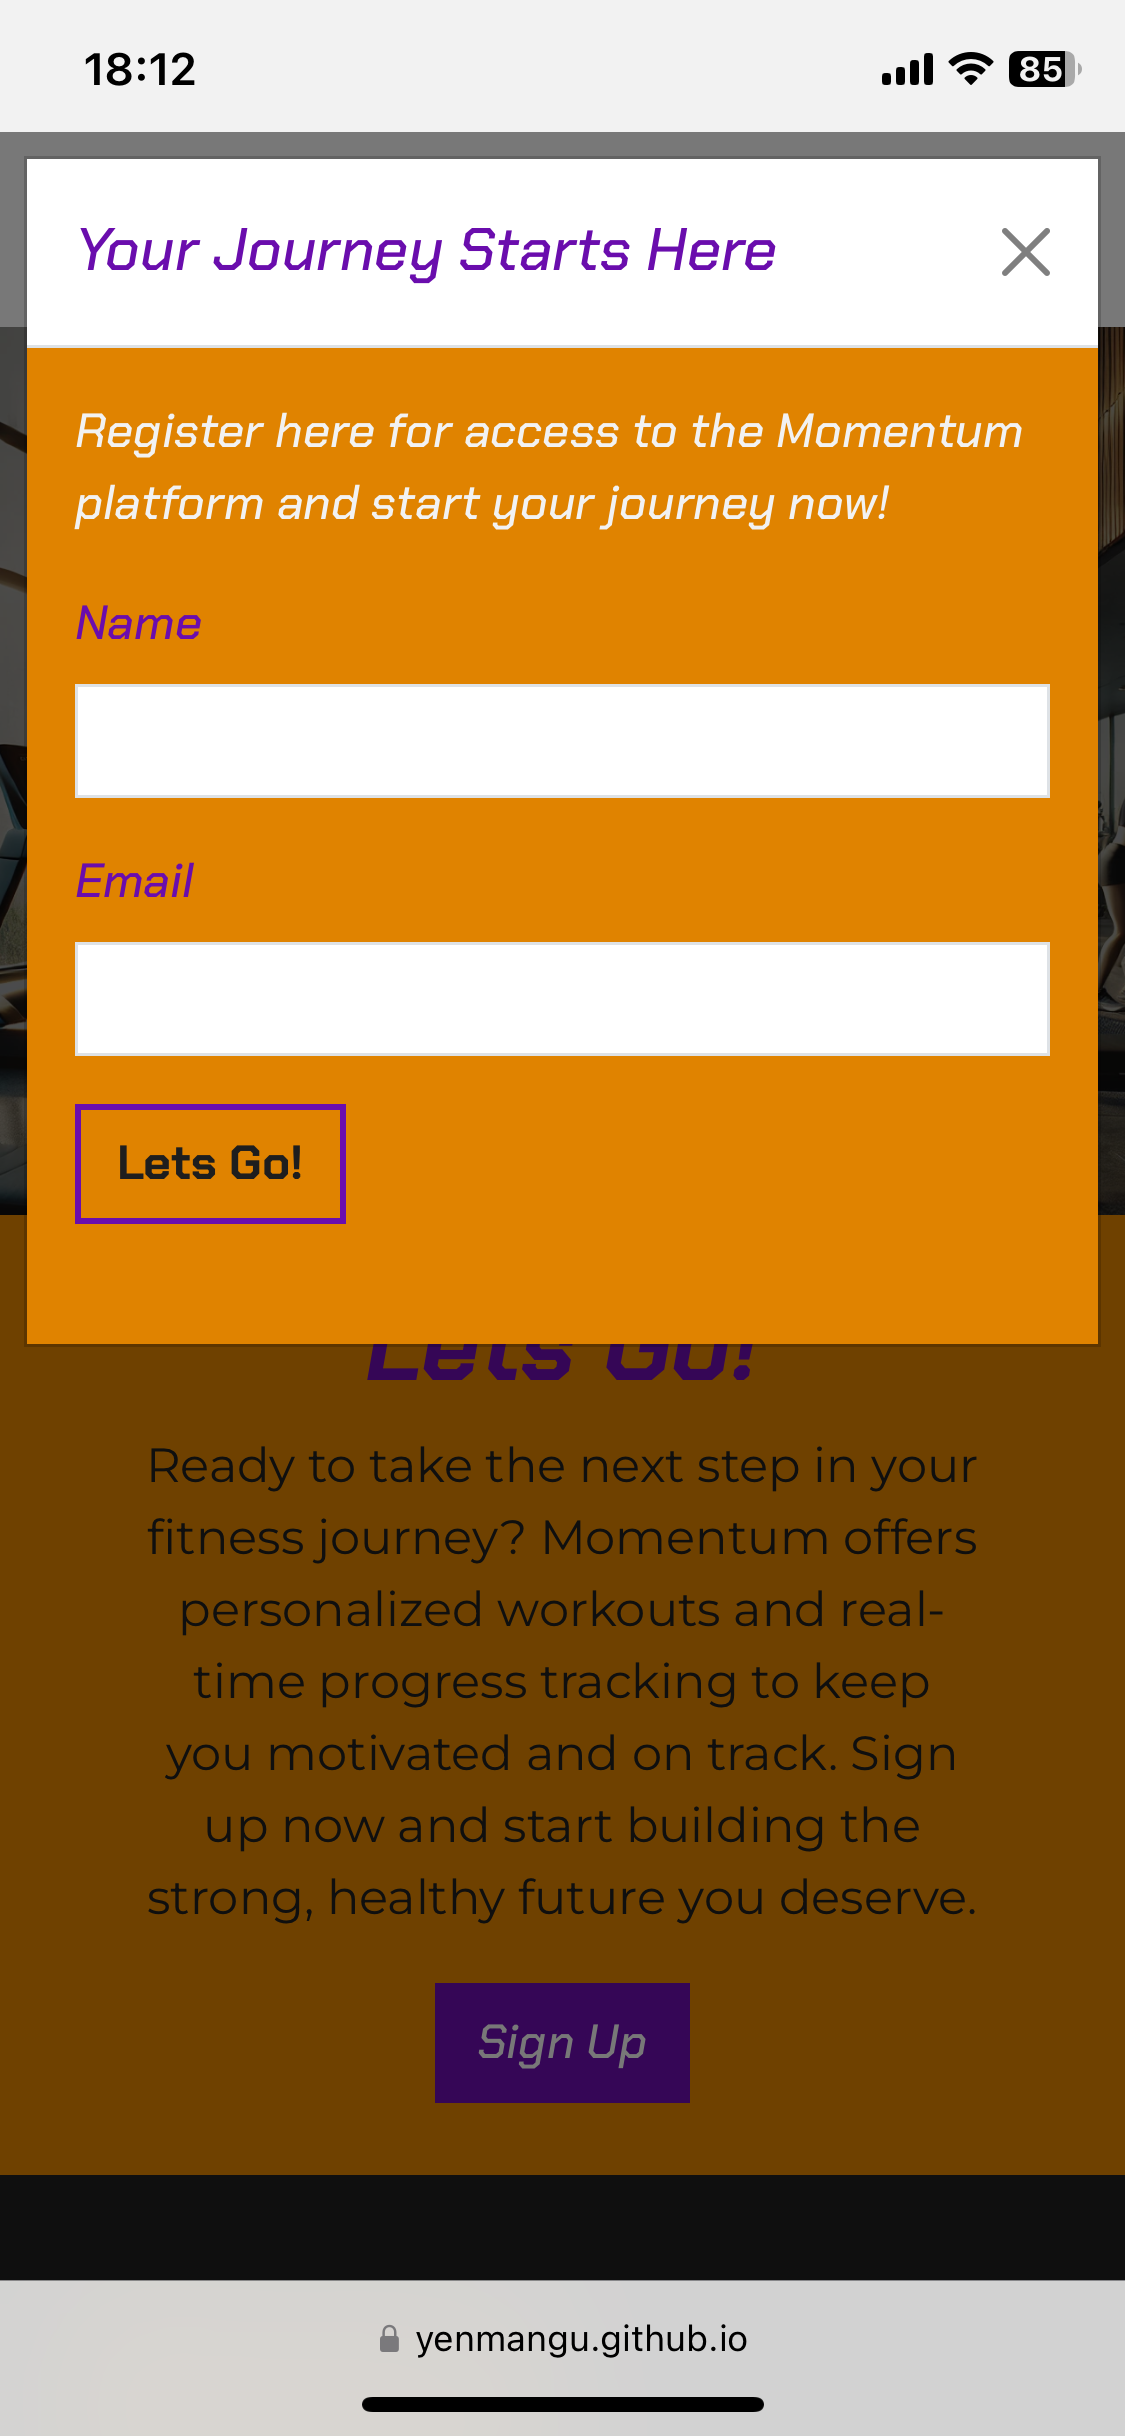 18:12
85
Your Journey Starts Here
Register here for access to the Momentum
platform and start your journey now!
Name
Email
Lets Go!
Lets Go!
Ready to take the next step in your
fitness journey? Momentum offers
personalized workouts and real-
time progress tracking to keep
you motivated and on track. Sign
up now and start building the
strong, healthy future you deserve.
Sign Up
yenmangu.github.io